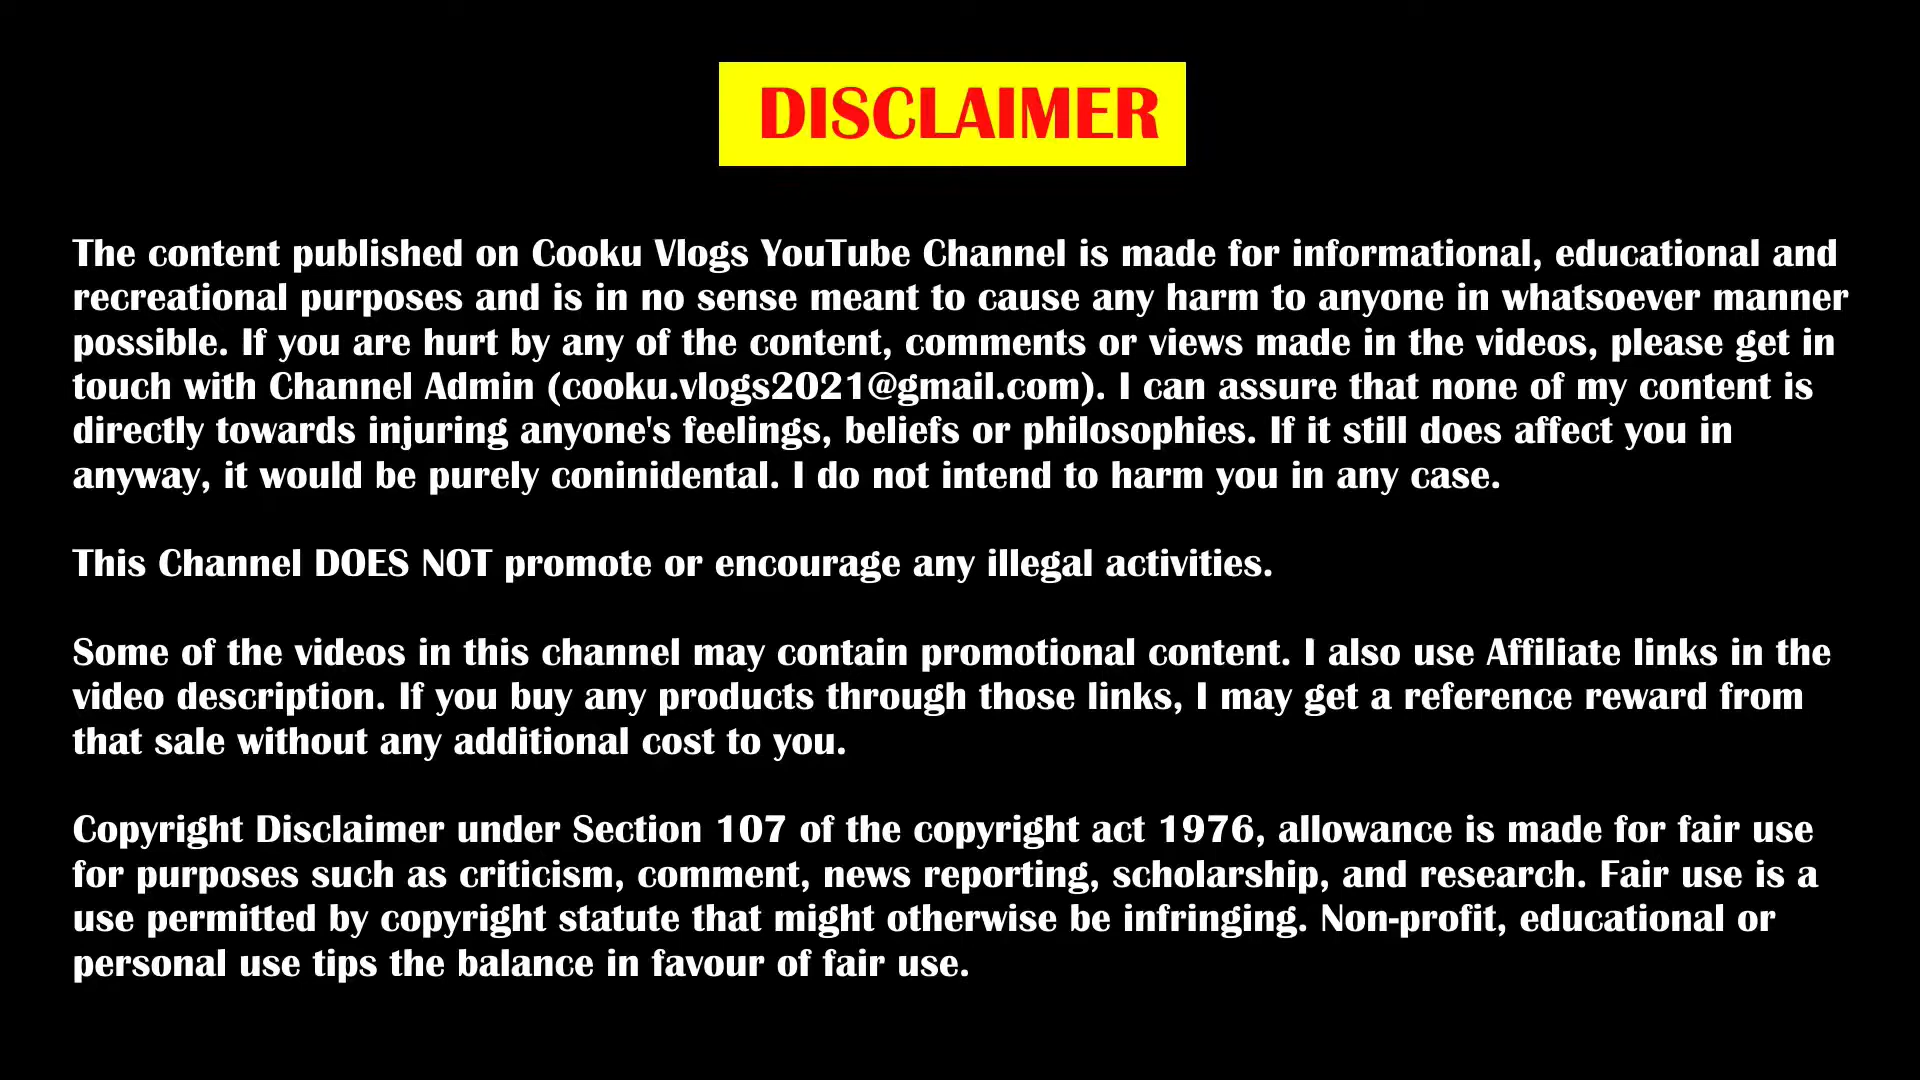 DISCLAIMER
The content published on Cooku Vlogs YouTube Channel is made for informational, educational and
recreational purposes and is in no sense meant to cause any harm to anyone in whatsoever manner
possible. If you are hurt by any of the content, comments or views made in the videos, please get in
touch with Channel Admin (cooku.vlogs2021@gmail.com). I can assure that none of my content is
directly towards injuring anyone's feelings, beliefs or philosophies. If it still does affect you in
anyway, it would be purely coninidental. I do not intend to harm you in any case.
This Channel DOES NOT promote or encourage any illegal activities.
Some of the videos in this channel may contain promotional content. I also use Affiliate links in the
video description. If you buy any products through those links, I may get a reference reward from
that sale without any additional cost to you.
Copyright Disclaimer under Section 107 of the copyright act 1976, allowance is made for fair use
for purposes such as criticism, comment, news reporting, scholarship, and research. Fair use is a
use permitted by copyright statute that might otherwise be infringing. Non-profit, educational or
personal use tips the balance in favour of fair use.